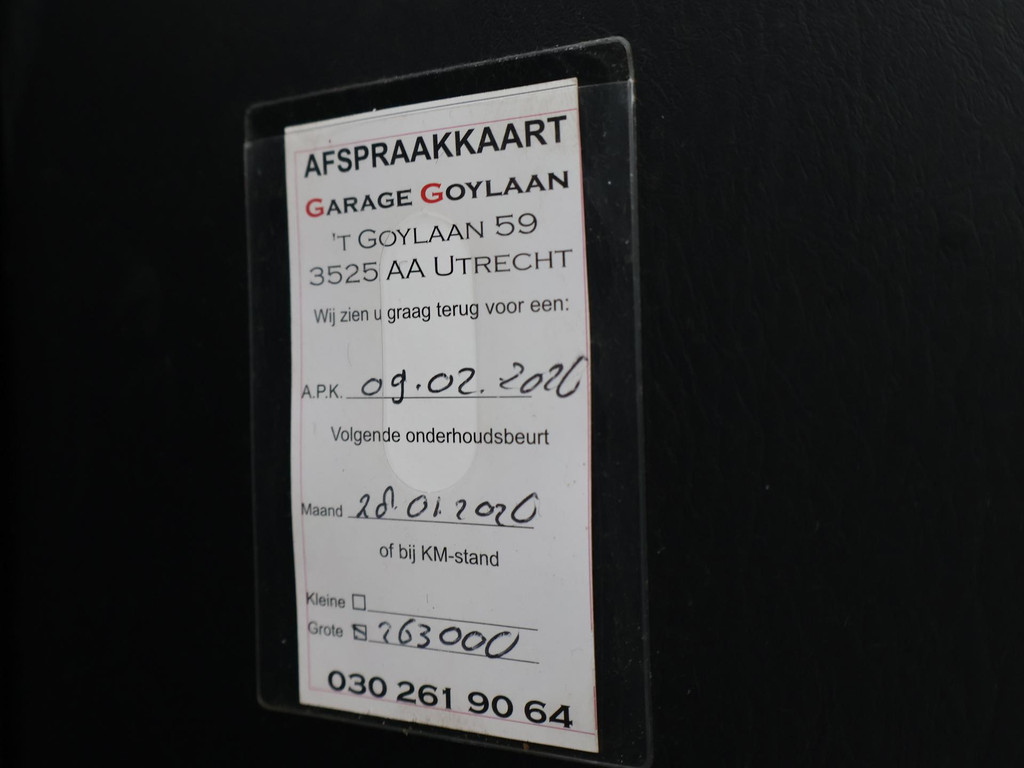 AFSPRAAKKAART
GARAGE GOYLAAN
'T GOYLAAN 59
3525 AA UTRECHT
Wij zien u graag terug voor een:
A.P.K. 09.02.2020
Volgende onderhoudsbeurt
Maand 28.01.2020
of bij KM-stand
Kleine
Grote 263000
030 261 90 64